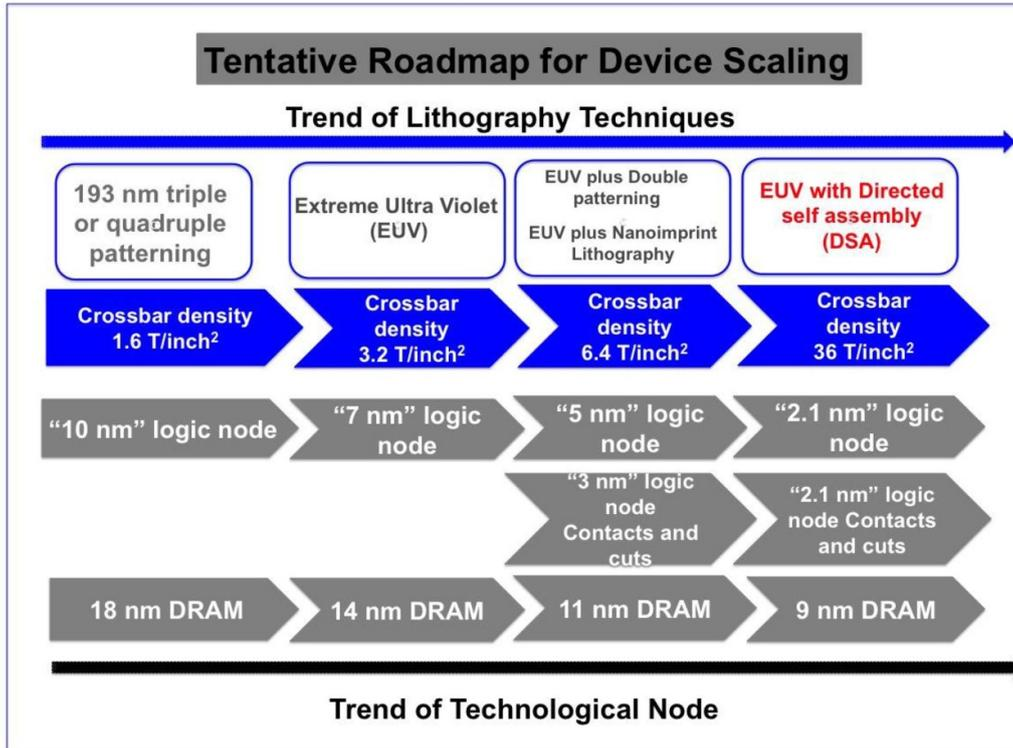 Tentative Roadmap for Device Scaling
Trend of Lithography Techniques
193 nm triple
or quadruple
patterning
Extreme Ultra Violet
(EUV)
EUV plus Double
patterning
EUV plus Nanoimprint
Lithography
EUV with Directed
self assembly
(DSA)
Crossbar density
1.6 T/inch²
Crossbar
density
3.2 T/inch²
Crossbar
density
6.4 T/inch²
Crossbar
density
36 T/inch²
“10 nm” logic node
“7 nm” logic
node
“5 nm” logic
node
“2.1 nm” logic
node
“3 nm” logic
node
Contacts and
cuts
“2.1 nm” logic
node Contacts
and cuts
18 nm DRAM
14 nm DRAM
11 nm DRAM
9 nm DRAM
Trend of Technological Node